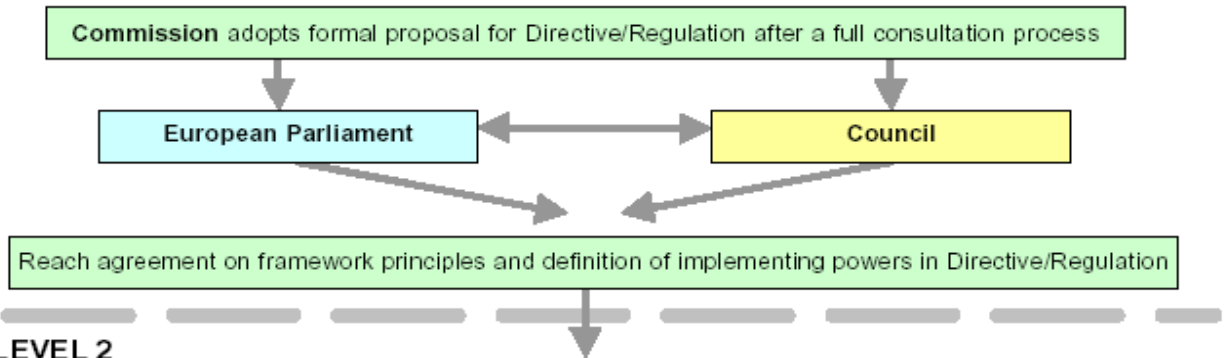 Commission adopts formal proposal for Directive/Regulation after a full consultation process
European Parliament
Council
Reach agreement on framework principles and definition of implementing powers in Directive/Regulation
LEVEL 2